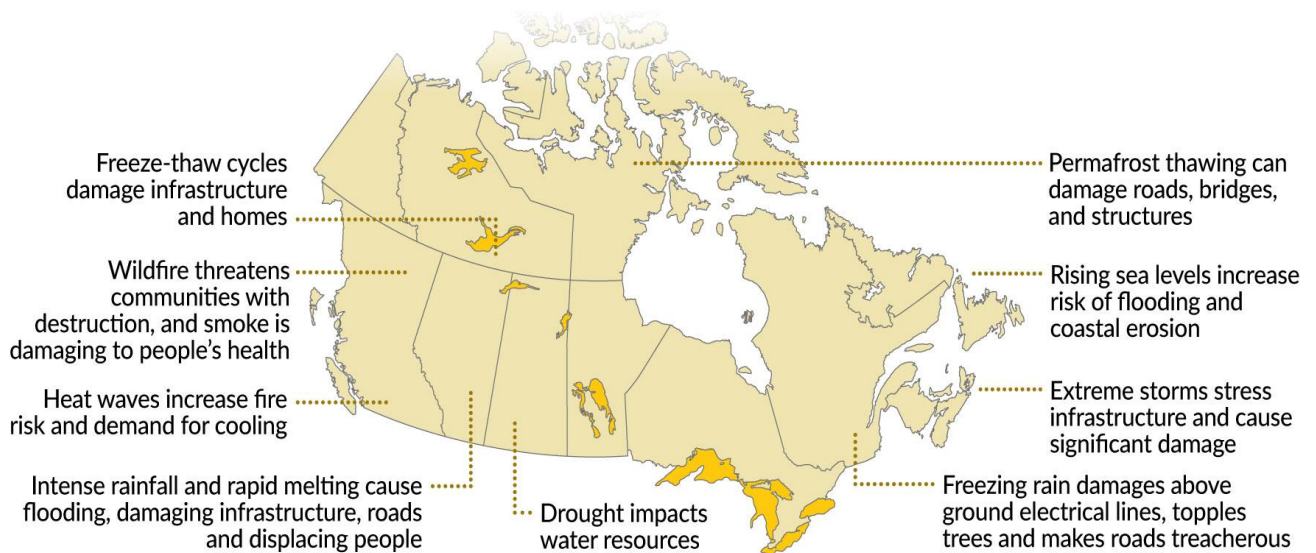 Freeze-thaw cycles
damage infrastructure
and homes
Wildfire threatens
communities with
destruction, and smoke is
damaging to people’s health
Heat waves increase fire
risk and demand for cooling
Intense rainfall and rapid melting cause
flooding, damaging infrastructure, roads
and displacing people
Drought impacts
water resources
Permafrost thawing can
damage roads, bridges,
and structures
Rising sea levels increase
risk of flooding and
coastal erosion
Extreme storms stress
infrastructure and cause
significant damage
Freezing rain damages above
ground electrical lines, topples
trees and makes roads treacherous